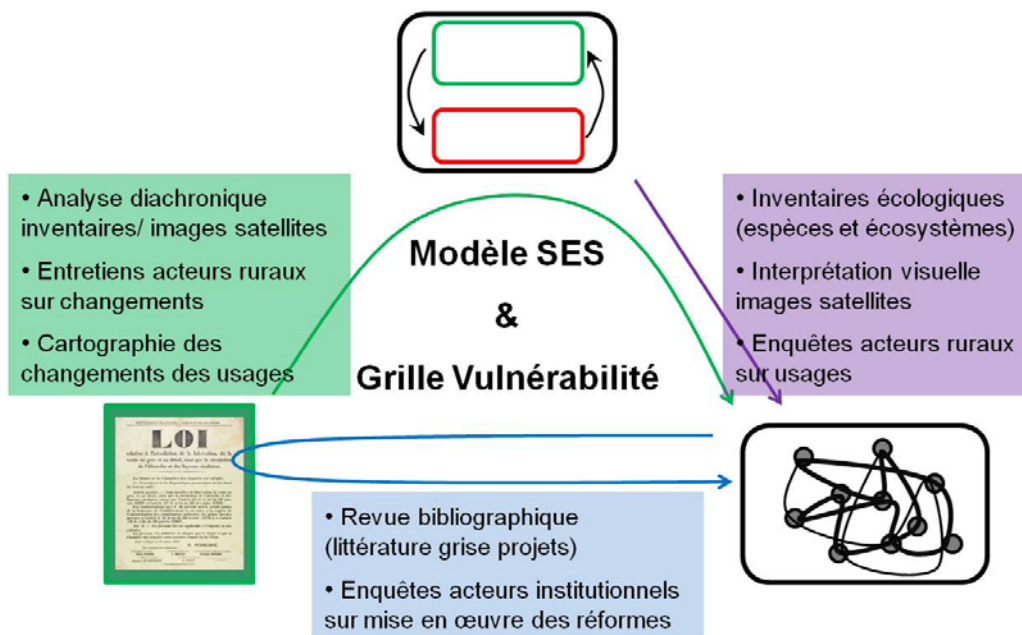 • Analyse diachronique
inventaires/ images satellites
• Entretiens acteurs ruraux
sur changements
• Cartographie des
changements des usages
Modèle SES
&
Grille Vulnérabilité
• Inventaires écologiques
(espèces et écosystèmes)
• Interprétation visuelle
images satellites
• Enquêtes acteurs ruraux
sur usages
LOI
• Revue bibliographique
(littérature grise projets)
• Enquêtes acteurs institutionnels
sur mise en œuvre des réformes